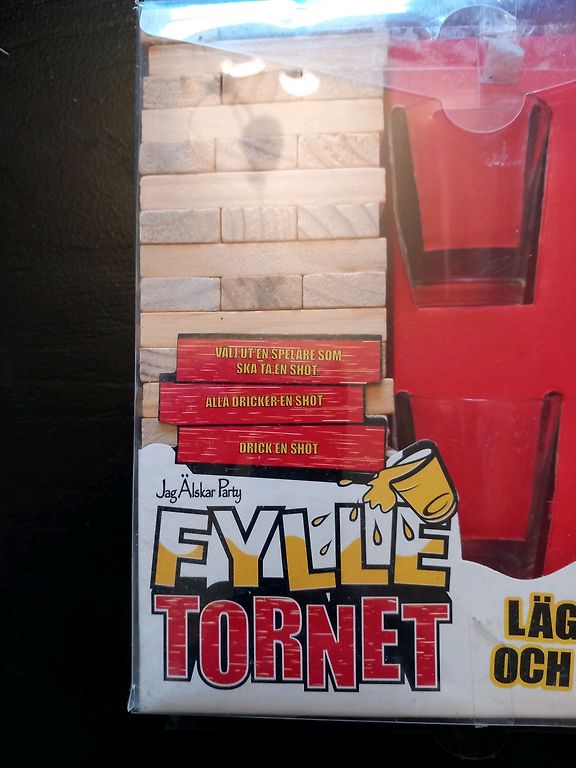 VÄLJ UT EN SPELARE SOM
SKA TA EN SHOT
ALLA DRICKER EN SHOT
DRICK EN SHOT
Jag Älskar Party
FYLLE
TORNET
LÄG
OCH